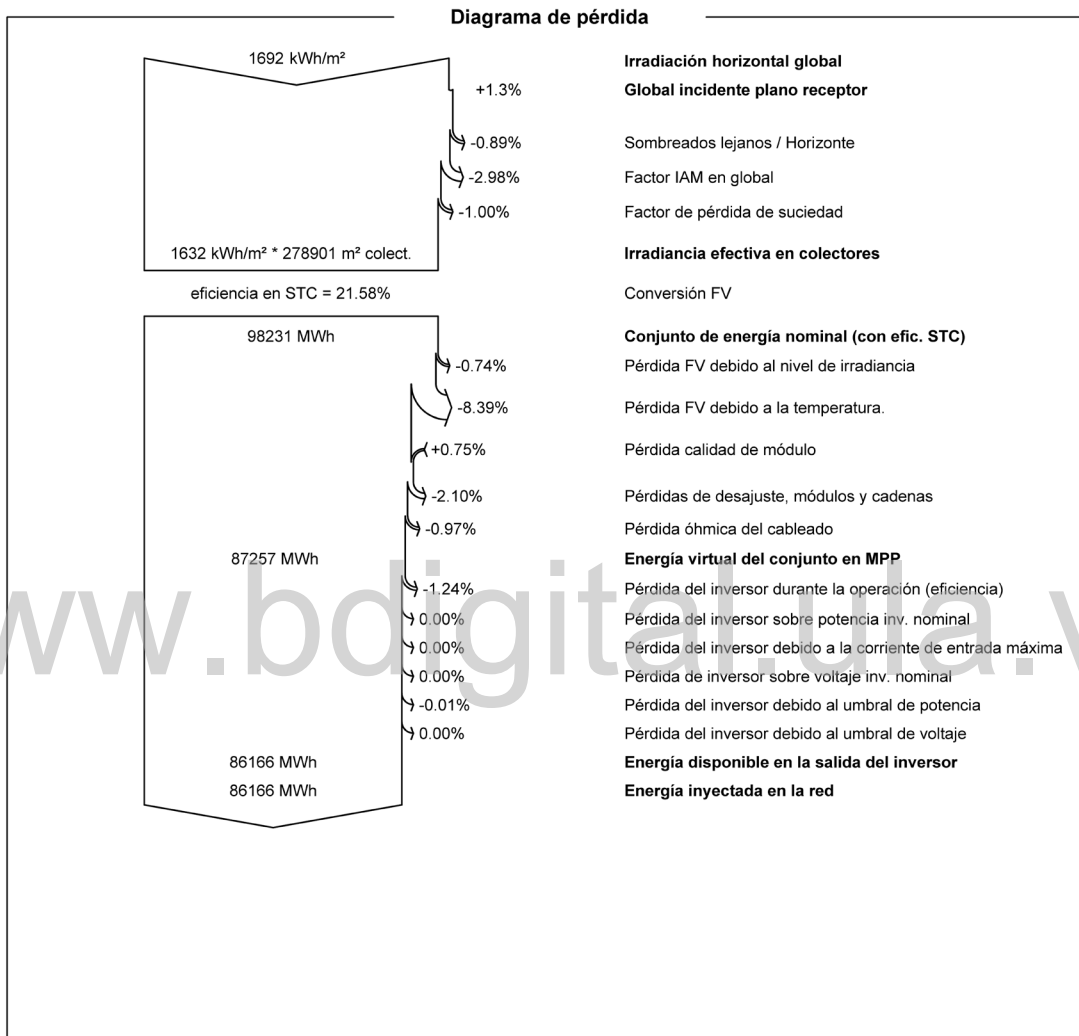 Diagrama de pérdida
1692 kWh/m² Irradiación horizontal global
+1.3% Global incidente plano receptor
-0.89% Sombreados lejanos / Horizonte
-2.98% Factor IAM en global
-1.00% Factor de pérdida de suciedad
1632 kWh/m² * 278901 m² colect. Irradiancia efectiva en colectores
eficiencia en STC = 21.58% Conversión FV
98231 MWh Conjunto de energía nominal (con efic. STC)
-0.74% Pérdida FV debido al nivel de irradiancia
-8.39% Pérdida FV debido a la temperatura.
+0.75% Pérdida calidad de módulo
-2.10% Pérdidas de desajuste, módulos y cadenas
-0.97% Pérdida óhmica del cableado
87257 MWh Energía virtual del conjunto en MPP
-1.24% Pérdida del inversor durante la operación (eficiencia)
0.00% Pérdida del inversor sobre potencia inv. nominal
0.00% Pérdida del inversor debido a la corriente de entrada máxima
0.00% Pérdida de inversor sobre voltaje inv. nominal
-0.01% Pérdida del inversor debido al umbral de potencia
0.00% Pérdida del inversor debido al umbral de voltaje
86166 MWh Energía disponible en la salida del inversor
86166 MWh Energía inyectada en la red
ww.bdigital.ula.v